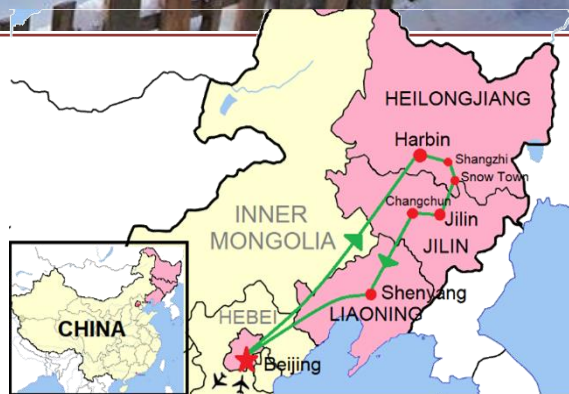 HEILONGJIANG
Harbin
Shangzhi
Snow Town
Changchun
Jilin
INNER
MONGOLIA
JILIN
Shenyang
LIAONING
HEBEI
Beijing
CHINA